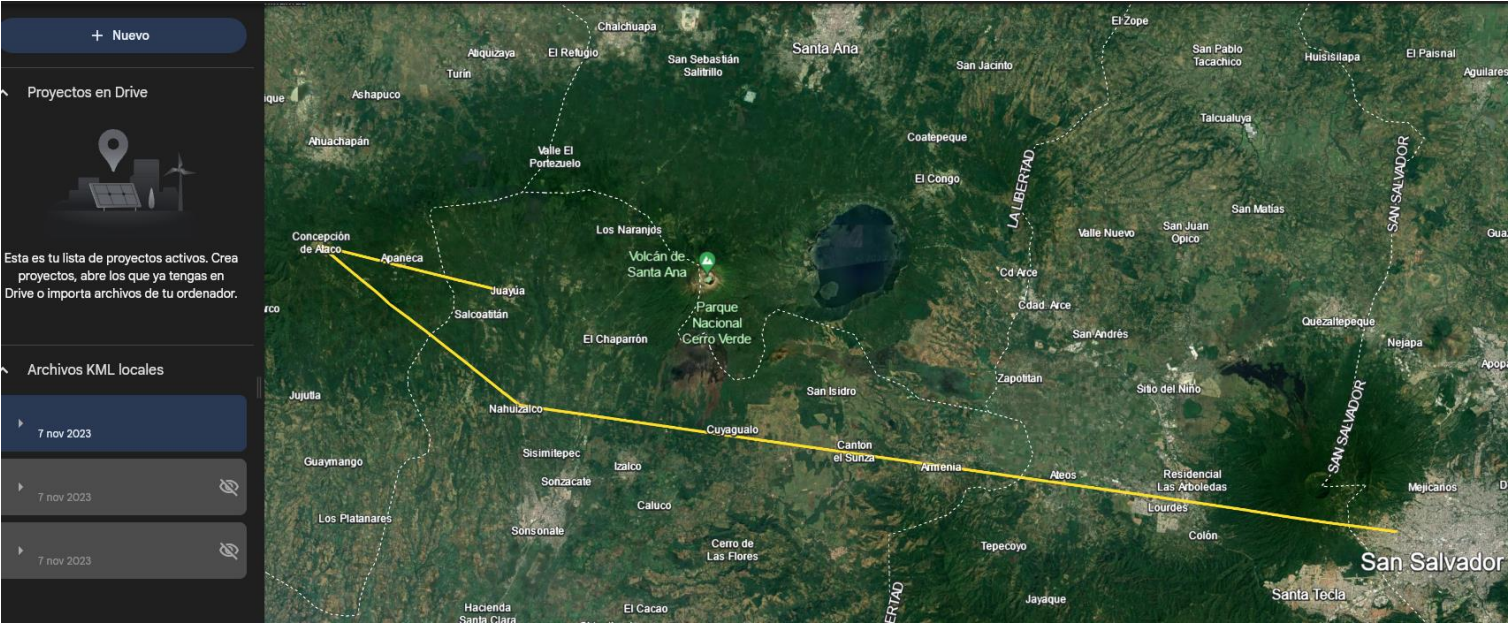 + Nuevo
Proyectos en Drive
Esta es tu lista de proyectos activos. Crea
proyectos, abre los que ya tengas en
Drive o importa archivos de tu ordenador.
Archivos KML locales
7 nov 2023
7 nov 2023
7 nov 2023
El Zope
Chalchuapa
Santa Ana
Atiquizaya
El Refugio
San Sebastián
Salitrillo
San Jacinto
San Pablo
Tacachico
Huisisilapa
El Paisnal
Turín
Aguilares
Ashapuco
Talcualuya
Ahuachapán
Coatepeque
Valle El
Portezuelo
LA LIBERTAD
SAN SALVADOR
El Congo
San Matías
Concepción
de Ataco
Los Naranjos
Valle Nuevo
San Juan
Opico
Apaneca
Volcán de
Santa Ana
Cd Arce
Juayúa
Parque
Nacional
Cerro Verde
Cdad. Arce
Salcoatitán
Quezaltepeque
El Chaparrón
San Andrés
Nejapa
Zapotitán
Sitio del Niño
San Isidro
Jujutla
Nahuizalco
SAN SALVADOR
Cuyagualo
Canton
el Sunza
Sisimitepec
Armenia
Guaymango
Izalco
Ateos
Residencial
Las Arboledas
Sonzacate
Mejicanos
Caluco
Lourdes
Los Platanares
Sonsonate
Colón
Cerro de
Las Flores
Tepecoyo
San Salvador
Santa Tecla
Jayaque
Hacienda
Santa Clara
El Cacao